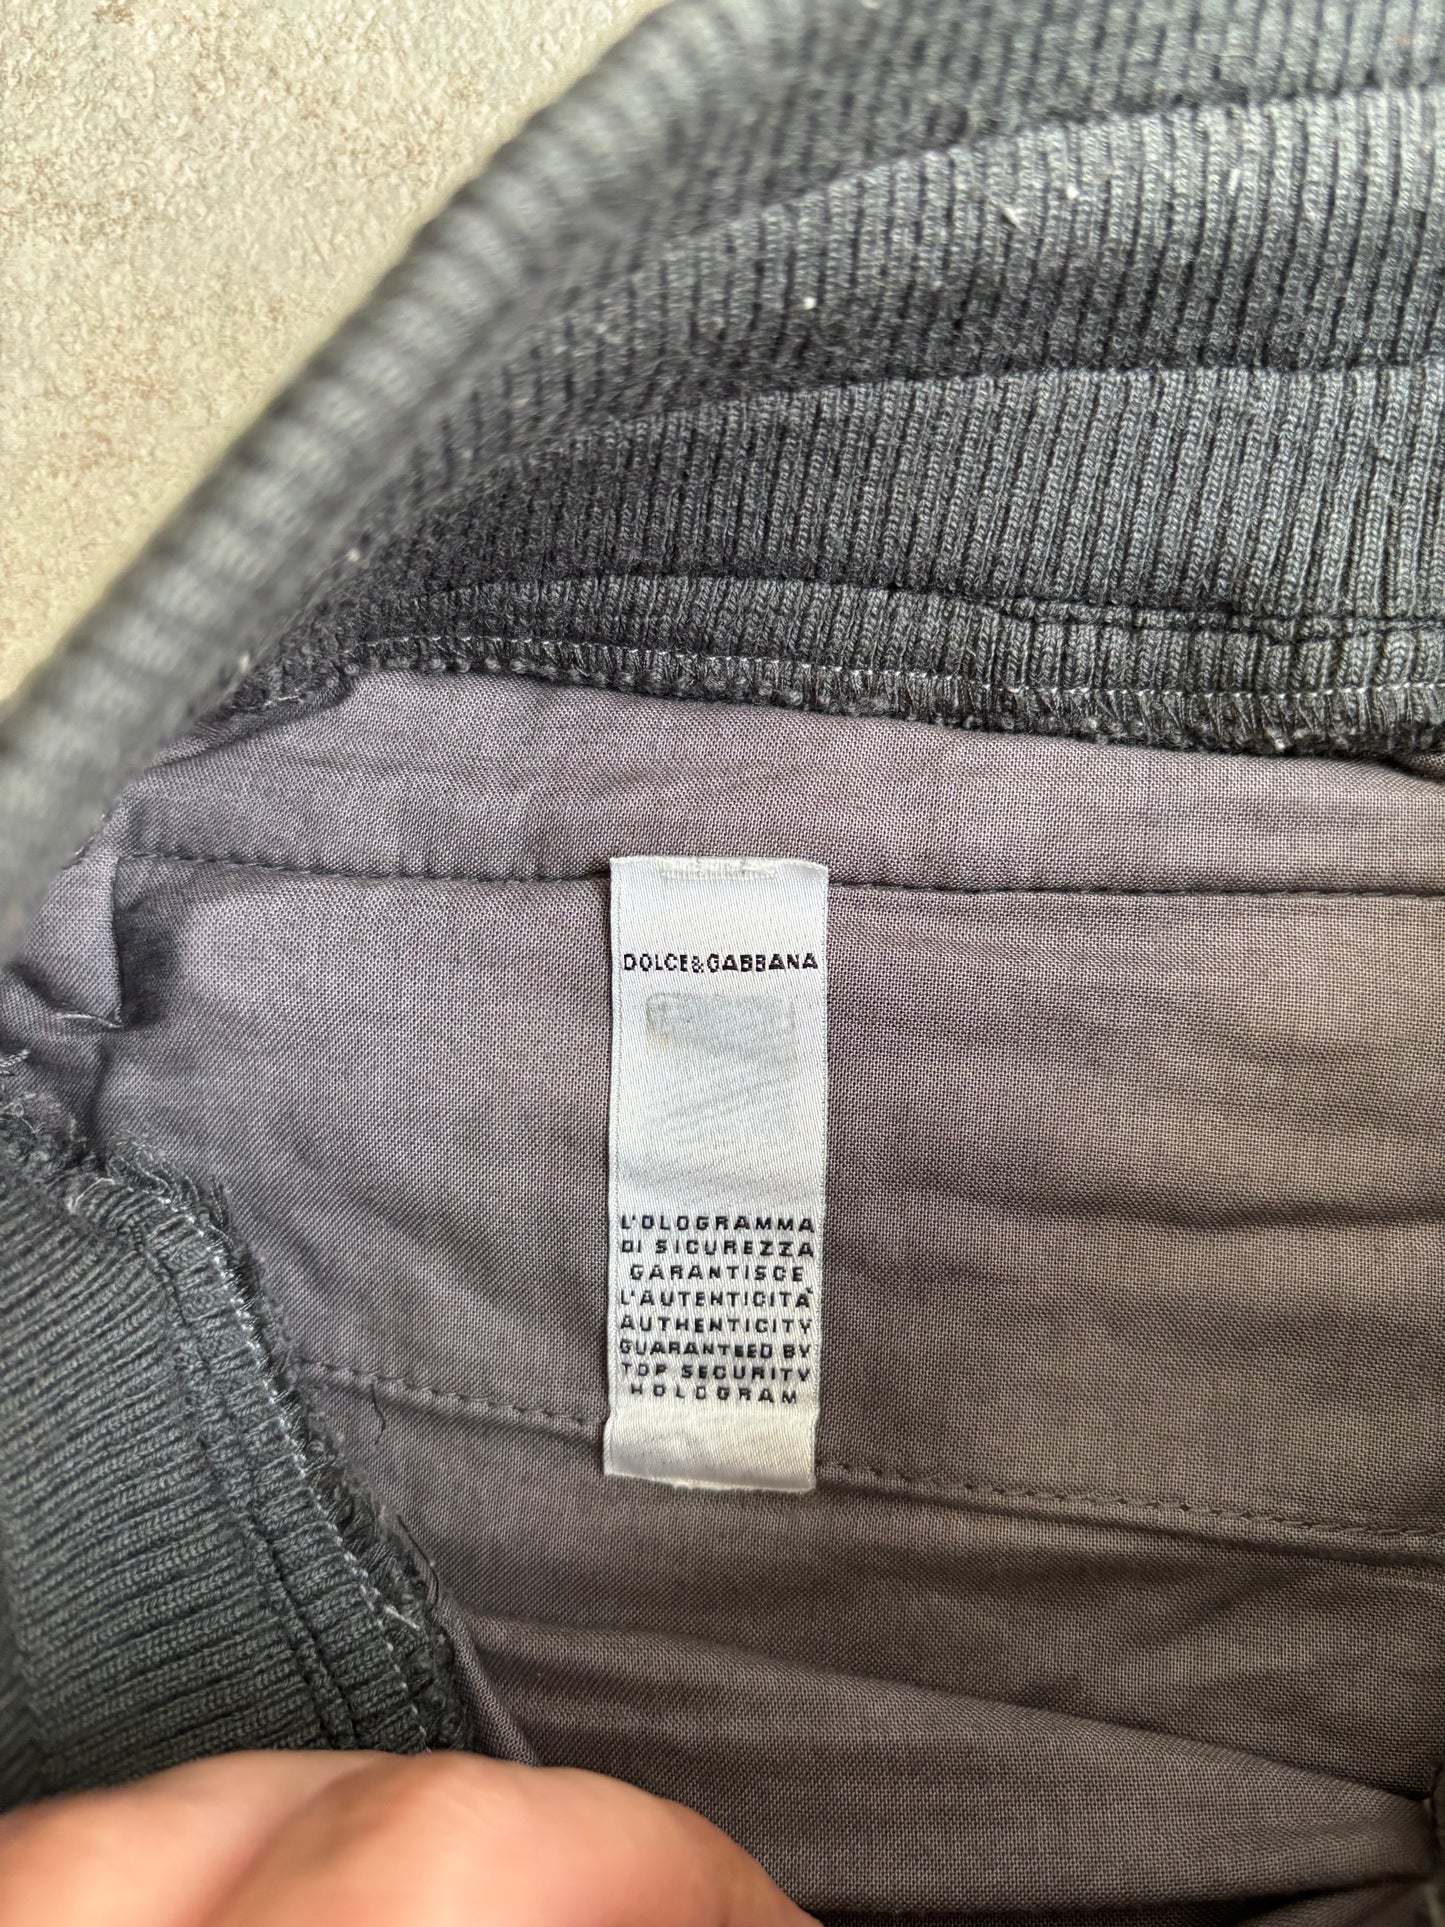 DOLCE&GABBANA
L'OLOGRAMMA
DI SICUREZZA
GARANTISCE
L'AUTENTICITÀ
AUTHENTICITY
GUARANTEED BY
TOP SECURITY
HOLOGRAM